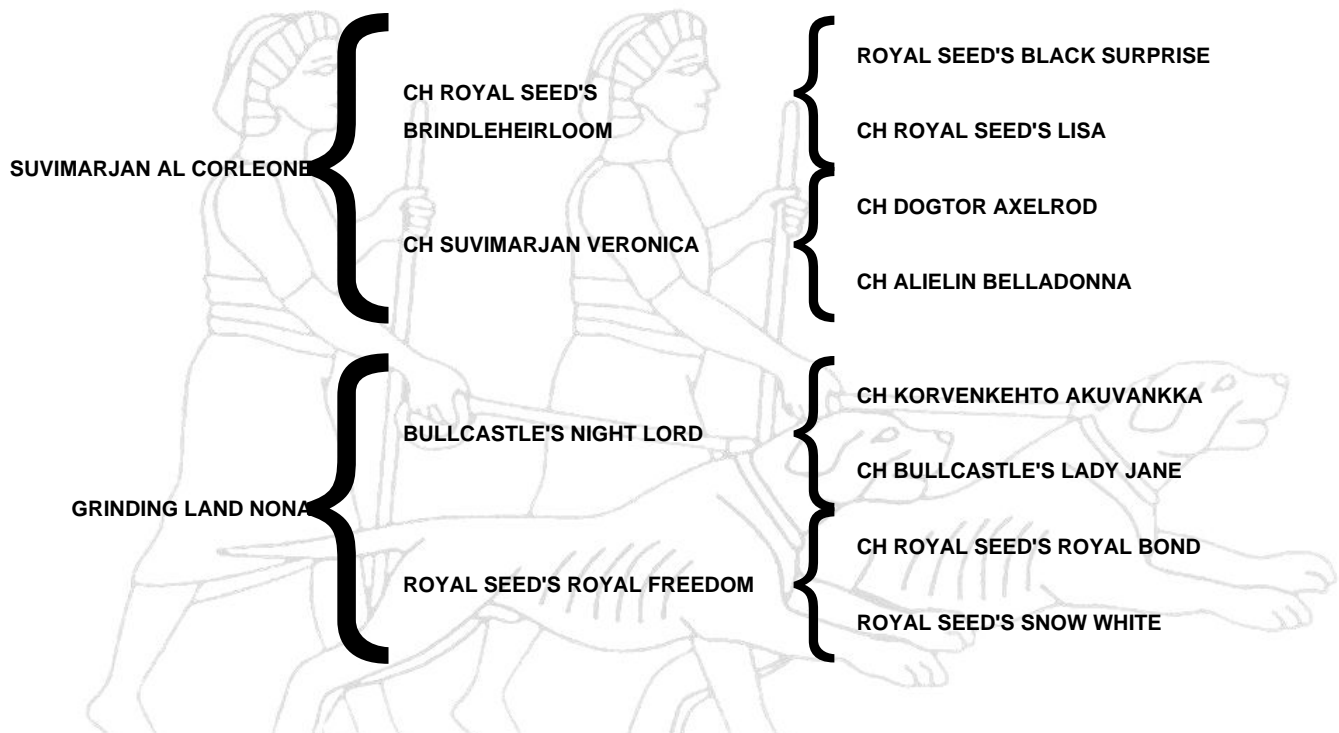 SUVIMARJAN AL CORLEONE
CH ROYAL SEED'S
BRINDLEHEIRLOOM
ROYAL SEED'S BLACK SURPRISE
CH ROYAL SEED'S LISA
CH SUVIMARJAN VERONICA
CH DOGTOR AXELROD
CH ALIELIN BELLADONNA
GRINDING LAND NONA
BULLCASTLE'S NIGHT LORD
CH KORVENKEHTO AKUVANKKA
CH BULLCASTLE'S LADY JANE
ROYAL SEED'S ROYAL FREEDOM
CH ROYAL SEED'S ROYAL BOND
ROYAL SEED'S SNOW WHITE